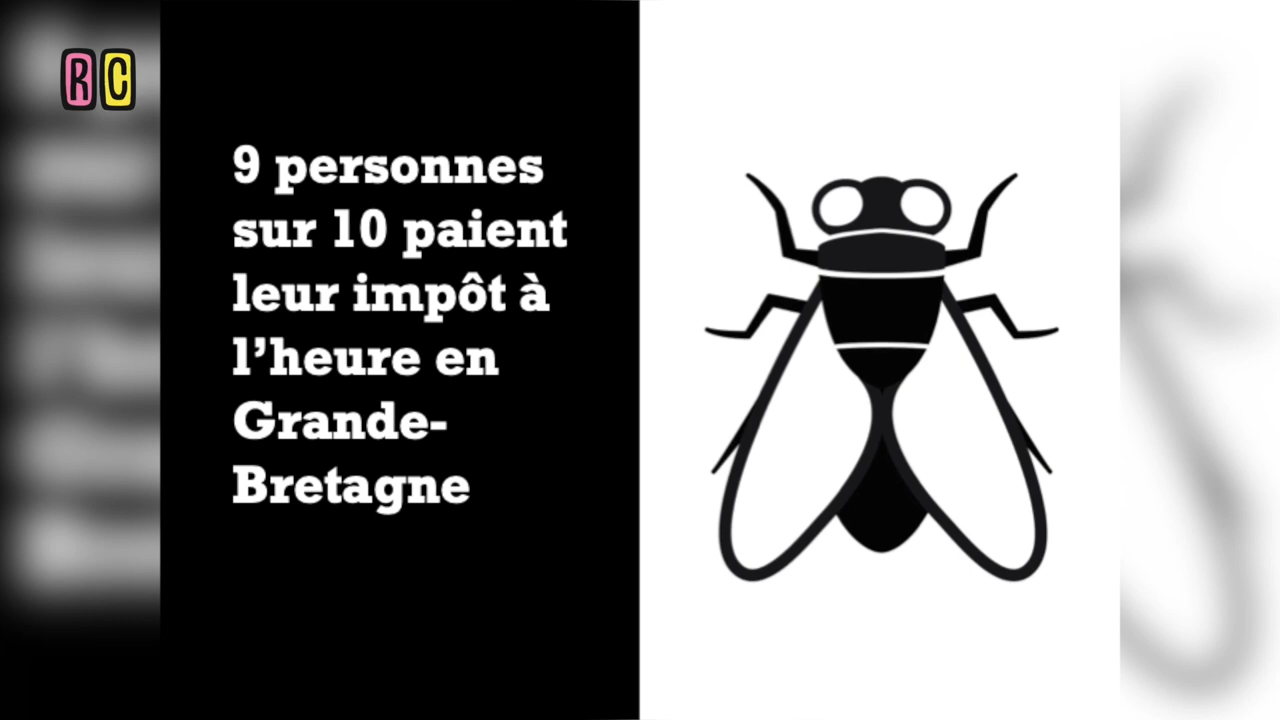 RC
9 personnes
sur 10 paient
leur impôt à
l’heure en
Grande-
Bretagne